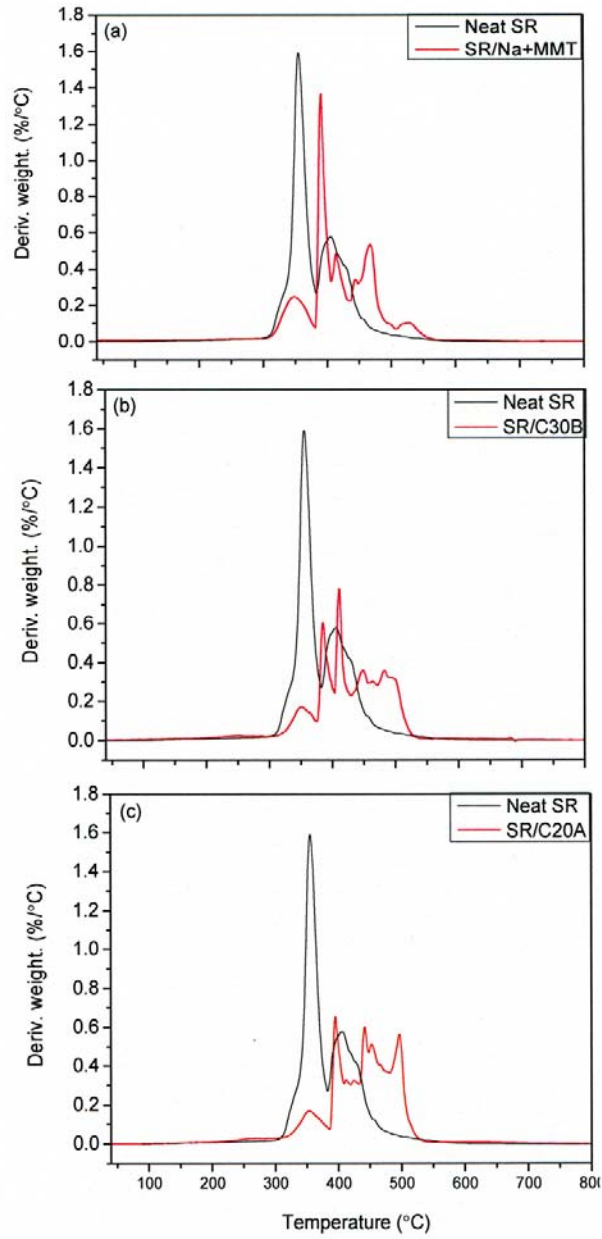 (a)
Neat SR
SR/Na+MMT
1.8
1.6
1.4
1.2
1.0
0.8
0.6
0.4
0.2
0.0
Deriv. weight. (%/°C)
(b)
Neat SR
SR/C30B
1.8
1.6
1.4
1.2
1.0
0.8
0.6
0.4
0.2
0.0
Deriv. weight. (%/°C)
(c)
Neat SR
SR/C20A
1.8
1.6
1.4
1.2
1.0
0.8
0.6
0.4
0.2
0.0
Deriv. weight. (%/°C)
100 200 300 400 500 600 700 800
Temperature (°C)